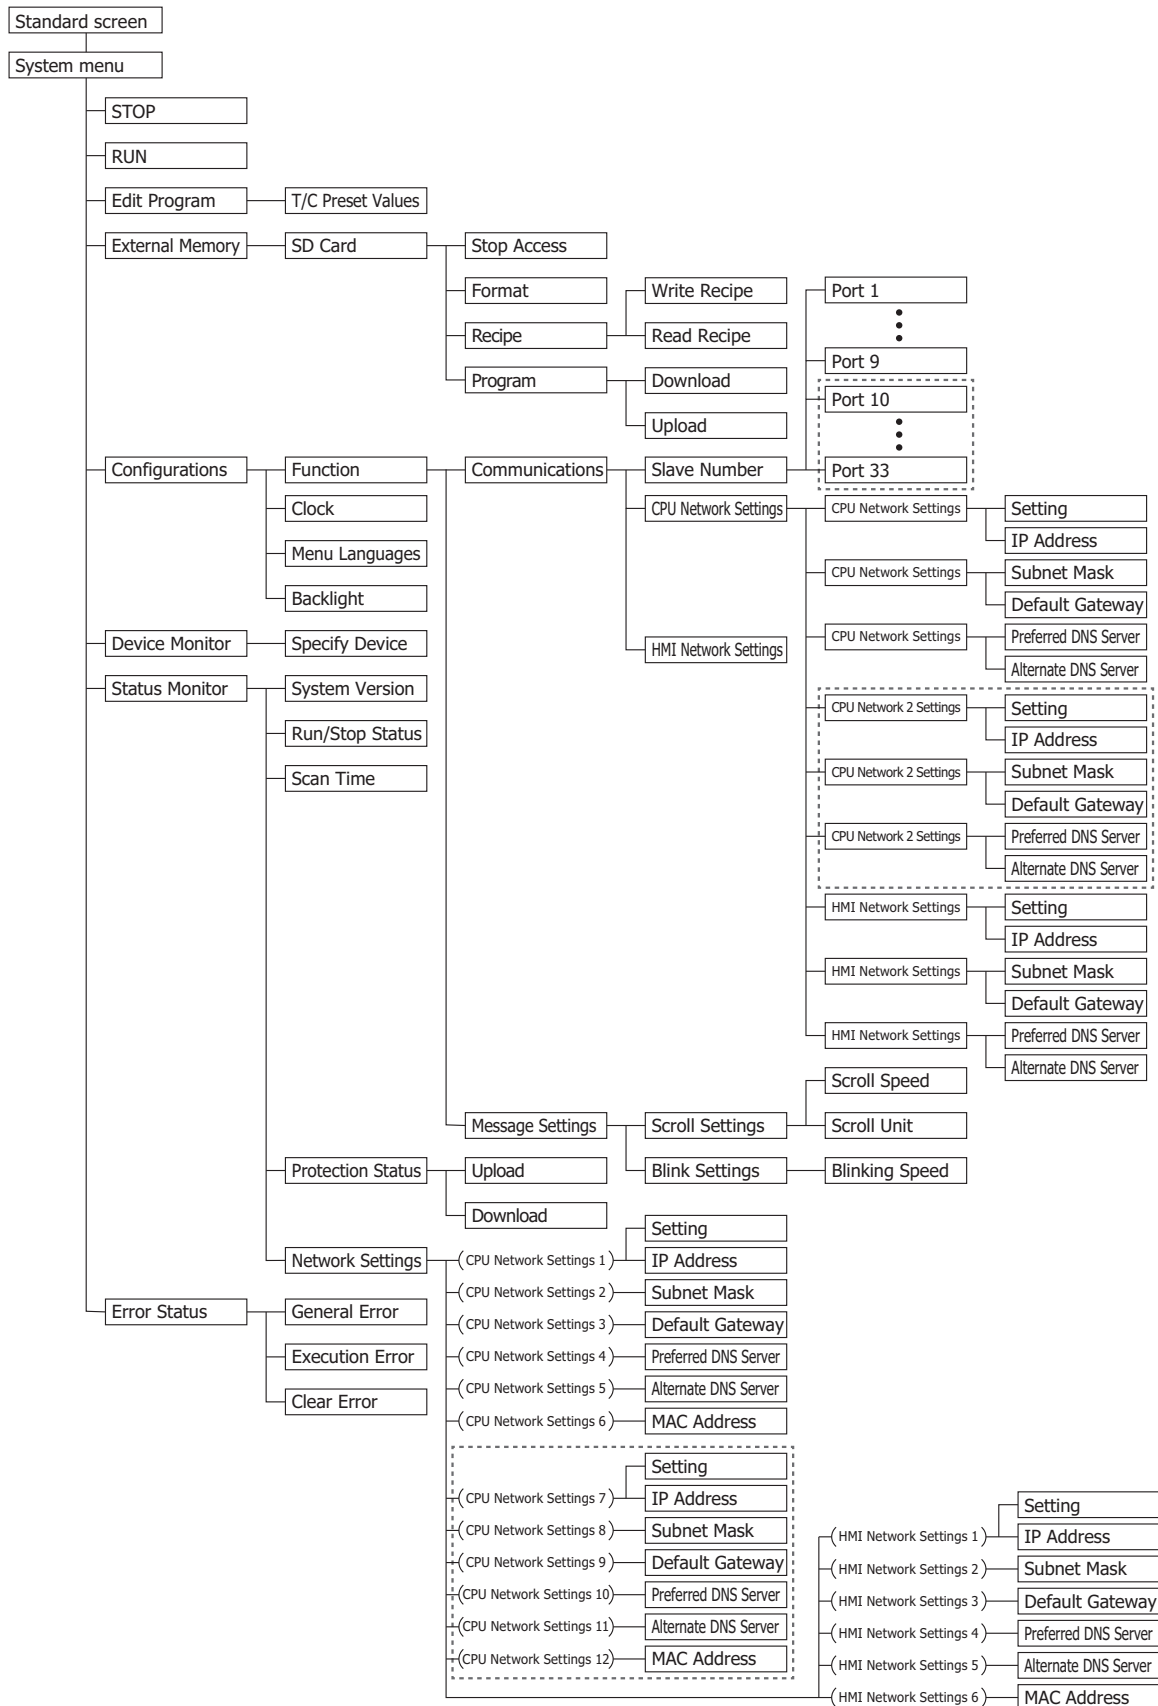 Standard screen
System menu
STOP
RUN
Edit Program
T/C Preset Values
External Memory
SD Card
Stop Access
Format
Recipe
Write Recipe
Read Recipe
Program
Download
Upload
Port 1
Port 9
Port 10
Port 33
Configurations
Function
Communications
Slave Number
Clock
Menu Languages
Backlight
CPU Network Settings
CPU Network Settings
Setting
IP Address
CPU Network Settings
Subnet Mask
Default Gateway
CPU Network Settings
Preferred DNS Server
Alternate DNS Server
HMI Network Settings
CPU Network 2 Settings
Setting
IP Address
CPU Network 2 Settings
Subnet Mask
Default Gateway
CPU Network 2 Settings
Preferred DNS Server
Alternate DNS Server
HMI Network Settings
Setting
IP Address
HMI Network Settings
Subnet Mask
Default Gateway
HMI Network Settings
Preferred DNS Server
Alternate DNS Server
Message Settings
Scroll Settings
Scroll Speed
Scroll Unit
Blink Settings
Blinking Speed
Device Monitor
Specify Device
Status Monitor
System Version
Run/Stop Status
Scan Time
Protection Status
Upload
Download
Network Settings
(CPU Network Settings 1)
Setting
IP Address
(CPU Network Settings 2)
Subnet Mask
(CPU Network Settings 3)
Default Gateway
(CPU Network Settings 4)
Preferred DNS Server
(CPU Network Settings 5)
Alternate DNS Server
(CPU Network Settings 6)
MAC Address
(CPU Network Settings 7)
Setting
IP Address
(CPU Network Settings 8)
Subnet Mask
(CPU Network Settings 9)
Default Gateway
(CPU Network Settings 10)
Preferred DNS Server
(CPU Network Settings 11)
Alternate DNS Server
(CPU Network Settings 12)
MAC Address
(HMI Network Settings 1)
Setting
IP Address
(HMI Network Settings 2)
Subnet Mask
(HMI Network Settings 3)
Default Gateway
(HMI Network Settings 4)
Preferred DNS Server
(HMI Network Settings 5)
Alternate DNS Server
(HMI Network Settings 6)
MAC Address
Error Status
General Error
Execution Error
Clear Error